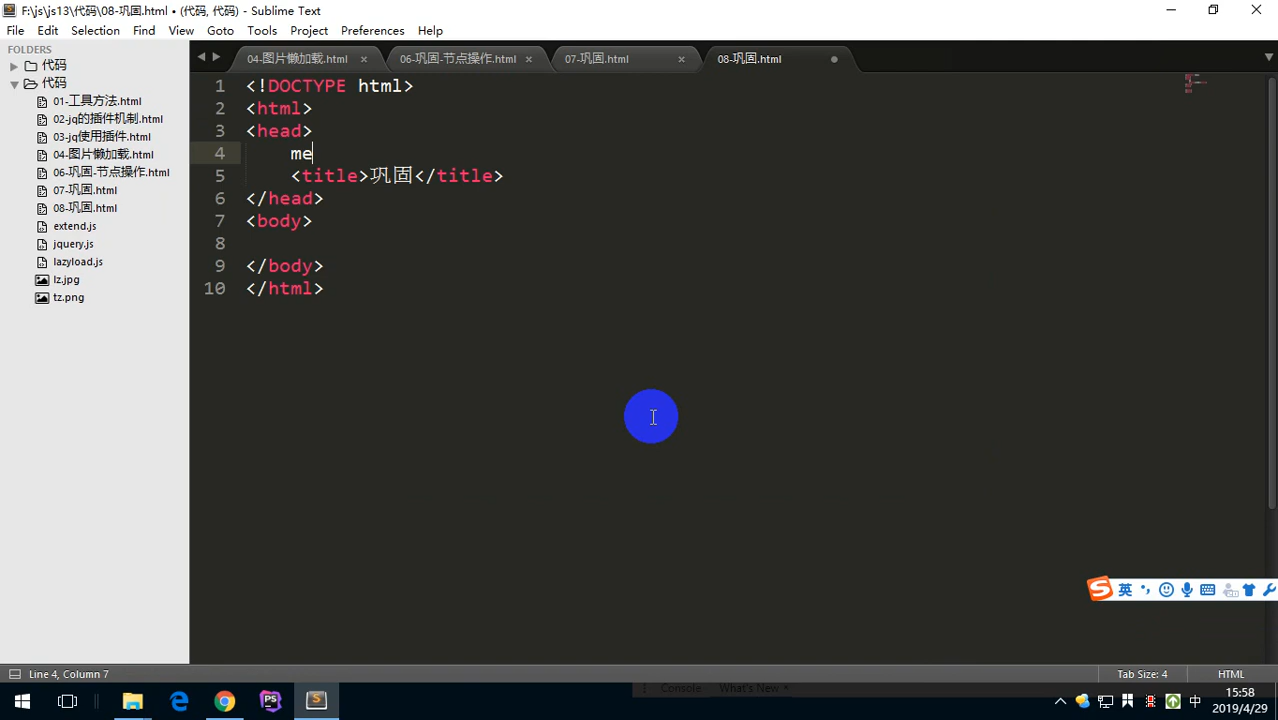 F:\js\js13\代码\08-巩固.html • (代码, 代码) - Sublime Text
File Edit Selection Find View Goto Tools Project Preferences Help
FOLDERS
代码
代码
01-工具方法.html
02-jq的插件机制.html
03-jq使用插件.html
04-图片懒加载.html
06-巩固-节点操作.html
07-巩固.html
08-巩固.html
extend.js
jquery.js
lazyload.js
lz.jpg
tz.png
04-图片懒加载.html 06-巩固-节点操作.html 07-巩固.html 08-巩固.html
1 <!DOCTYPE html>
2 <html>
3 <head>
4 me
5 <title>巩固</title>
6 </head>
7 <body>
8
9 </body>
10 </html>
英
Line 4, Column 7 Tab Size: 4 HTML
Console What's New
中
15:58
2019/4/29